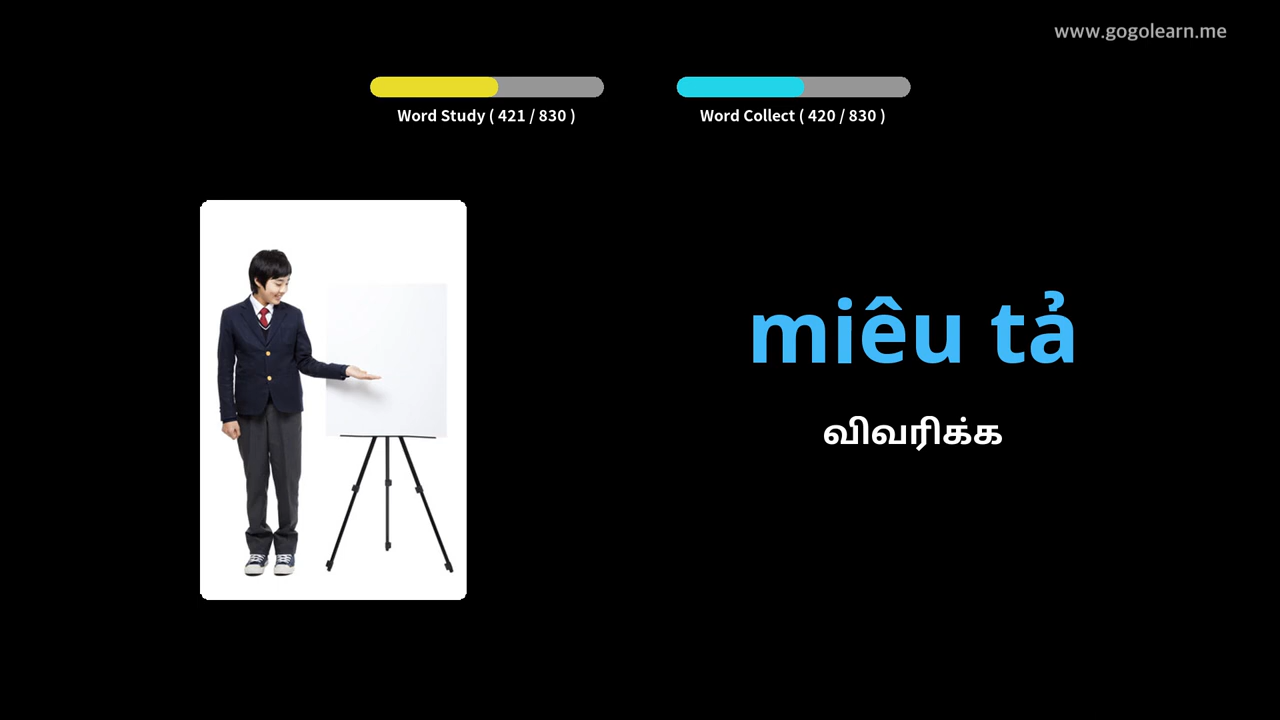 www.gogolearn.me
Word Study ( 421 / 830 )
Word Collect ( 420 / 830 )
miêu tả
விவரிக்க